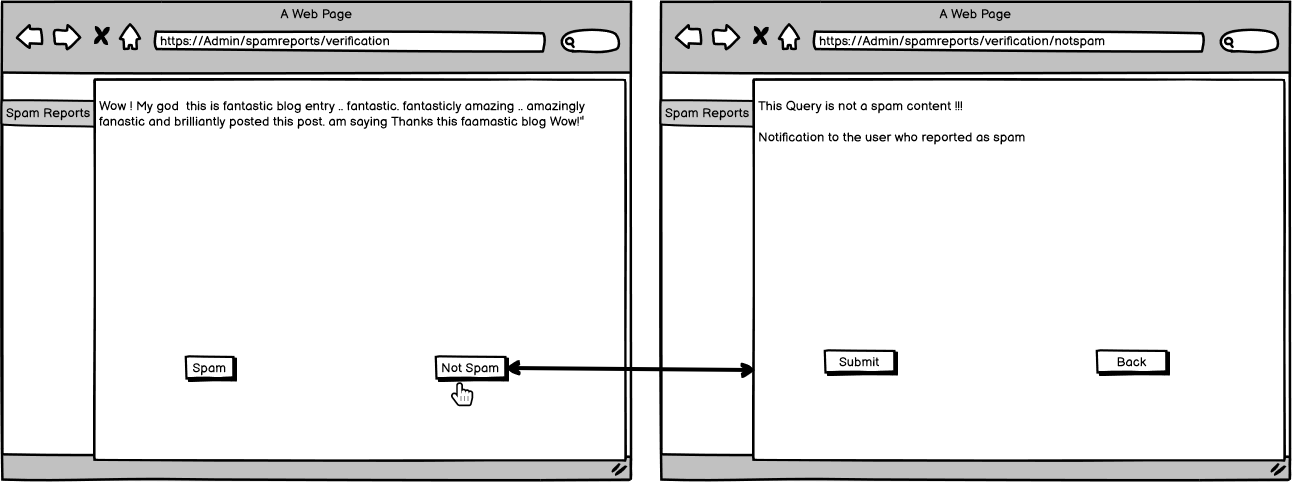 A Web Page
https://Admin/spamreports/verification
Spam Reports
Wow ! My god  this is fantastic blog entry .. fantastic. fantasticly amazing .. amazingly
fanastic and brilliantly posted this post. am saying Thanks this faamastic blog Wow!"
Spam
Not Spam
A Web Page
https://Admin/spamreports/verification/notspam
Spam Reports
This Query is not a spam content !!!
Notification to the user who reported as spam
Submit
Back